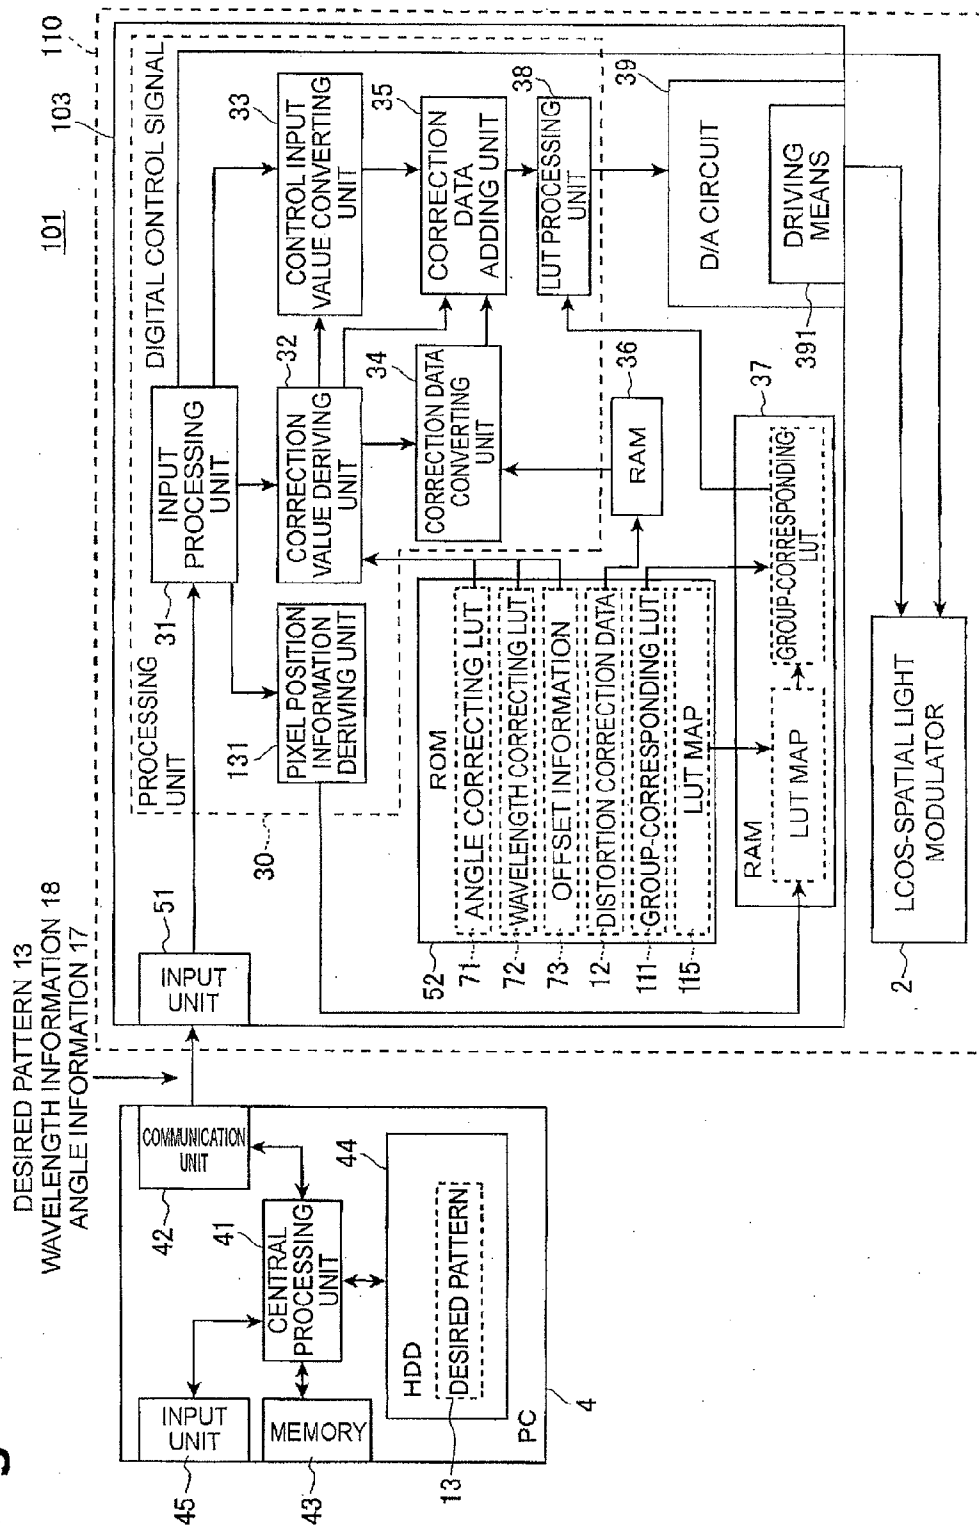 DESIRED PATTERN 13
WAVELENGTH INFORMATION 18
ANGLE INFORMATION 17
101
103
110
INPUT
UNIT
45
MEMORY
43
CENTRAL
PROCESSING
UNIT
41
COMMUNICATION
UNIT
42
HDD
44
DESIRED PATTERN
13
PC
4
INPUT
UNIT
51
PROCESSING
UNIT
30
DIGITAL CONTROL SIGNAL
INPUT
PROCESSING
UNIT
31
PIXEL POSITION
INFORMATION
DERIVING UNIT
131
CORRECTION
VALUE DERIVING
UNIT
32
CONTROL INPUT
VALUE CONVERTING
UNIT
33
CORRECTION DATA
CONVERTING
UNIT
34
CORRECTION
DATA
ADDING UNIT
35
LUT PROCESSING
UNIT
38
ROM
52
ANGLE CORRECTING LUT
71
WAVELENGTH CORRECTING LUT
72
OFFSET INFORMATION
73
DISTORTION CORRECTION DATA
12
GROUP-CORRESPONDING LUT
111
LUT MAP
115
RAM
36
RAM
37
LUT MAP
GROUP-CORRESPONDING
LUT
D/A CIRCUIT
39
DRIVING
MEANS
391
LCOS-SPATIAL LIGHT
MODULATOR
2